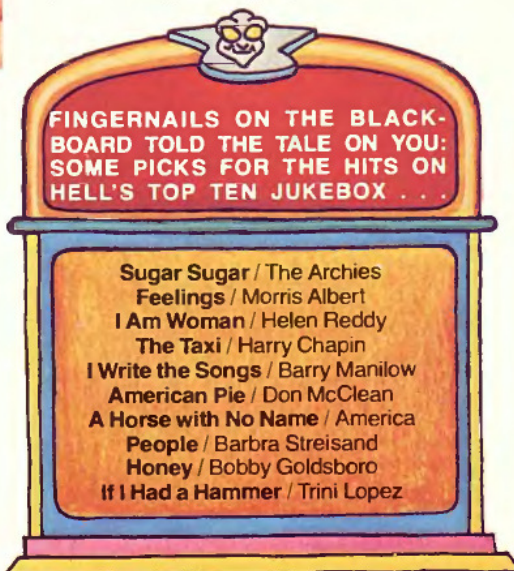 FINGERNAILS ON THE BLACK-
BOARD TOLD THE TALE ON YOU:
SOME PICKS FOR THE HITS ON
HELL'S TOP TEN JUKEBOX . . .
Sugar Sugar / The Archies
Feelings / Morris Albert
I Am Woman / Helen Reddy
The Taxi / Harry Chapin
I Write the Songs / Barry Manilow
American Pie / Don McClean
A Horse with No Name / America
People / Barbra Streisand
Honey / Bobby Goldsboro
If I Had a Hammer / Trini Lopez